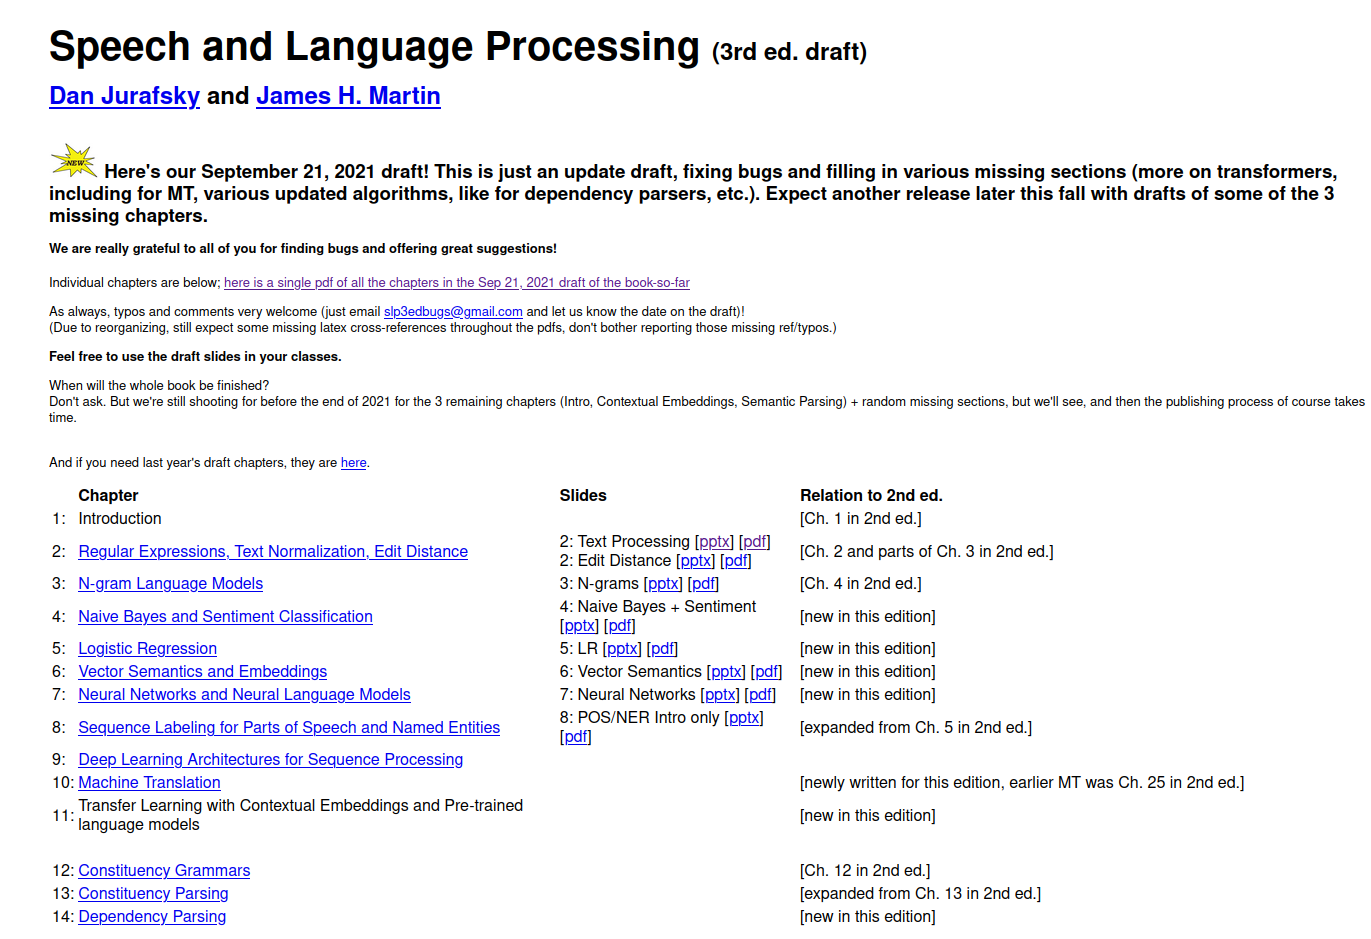 Speech and Language Processing (3rd ed. draft)
Dan Jurafsky and James H. Martin
NEW Here's our September 21, 2021 draft! This is just an update draft, fixing bugs and filling in various missing sections (more on transformers,
including for MT, various updated algorithms, like for dependency parsers, etc.). Expect another release later this fall with drafts of some of the 3
missing chapters.
We are really grateful to all of you for finding bugs and offering great suggestions!
Individual chapters are below; here is a single pdf of all the chapters in the Sep 21, 2021 draft of the book-so-far
As always, typos and comments very welcome (just email slp3edbugs@gmail.com and let us know the date on the draft)!
(Due to reorganizing, still expect some missing latex cross-references throughout the pdfs, don't bother reporting those missing ref/typos.)
Feel free to use the draft slides in your classes.
When will the whole book be finished?
Don't ask. But we're still shooting for before the end of 2021 for the 3 remaining chapters (Intro, Contextual Embeddings, Semantic Parsing) + random missing sections, but we'll see, and then the publishing process of course takes
time.
And if you need last year's draft chapters, they are here.
Chapter Slides Relation to 2nd ed.
1: Introduction [Ch. 1 in 2nd ed.]
2: Regular Expressions, Text Normalization, Edit Distance 2: Text Processing [pptx] [pdf]
2: Edit Distance [pptx] [pdf] [Ch. 2 and parts of Ch. 3 in 2nd ed.]
3: N-gram Language Models 3: N-grams [pptx] [pdf] [Ch. 4 in 2nd ed.]
4: Naive Bayes and Sentiment Classification 4: Naive Bayes + Sentiment
[pptx] [pdf] [new in this edition]
5: Logistic Regression 5: LR [pptx] [pdf] [new in this edition]
6: Vector Semantics and Embeddings 6: Vector Semantics [pptx] [pdf] [new in this edition]
7: Neural Networks and Neural Language Models 7: Neural Networks [pptx] [pdf] [new in this edition]
8: Sequence Labeling for Parts of Speech and Named Entities 8: POS/NER Intro only [pptx]
[pdf] [expanded from Ch. 5 in 2nd ed.]
9: Deep Learning Architectures for Sequence Processing
10: Machine Translation [newly written for this edition, earlier MT was Ch. 25 in 2nd ed.]
11: Transfer Learning with Contextual Embeddings and Pre-trained
language models [new in this edition]
12: Constituency Grammars [Ch. 12 in 2nd ed.]
13: Constituency Parsing [expanded from Ch. 13 in 2nd ed.]
14: Dependency Parsing [new in this edition]